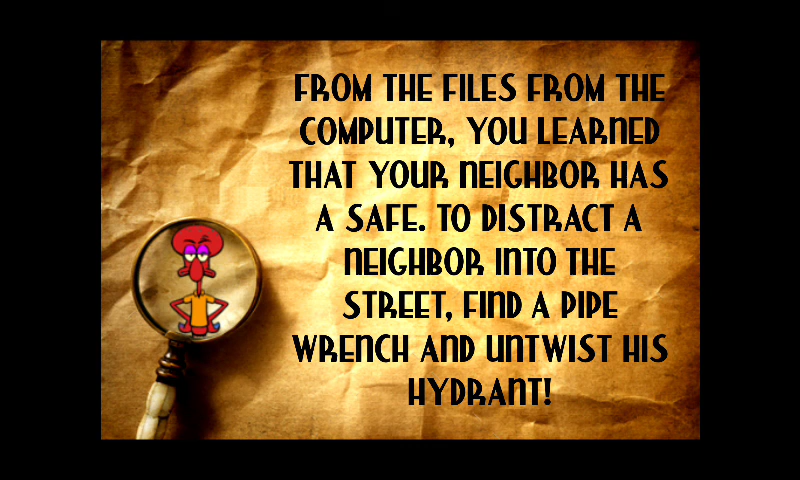 FROM THE FILES FROM THE
COMPUTER, YOU LEARNED
THAT YOUR NEIGHBOR HAS
A SAFE. TO DISTRACT A
NEIGHBOR INTO THE
STREET, FIND A PIPE
WRENCH AND UNTWIST HIS
HYDRANT!